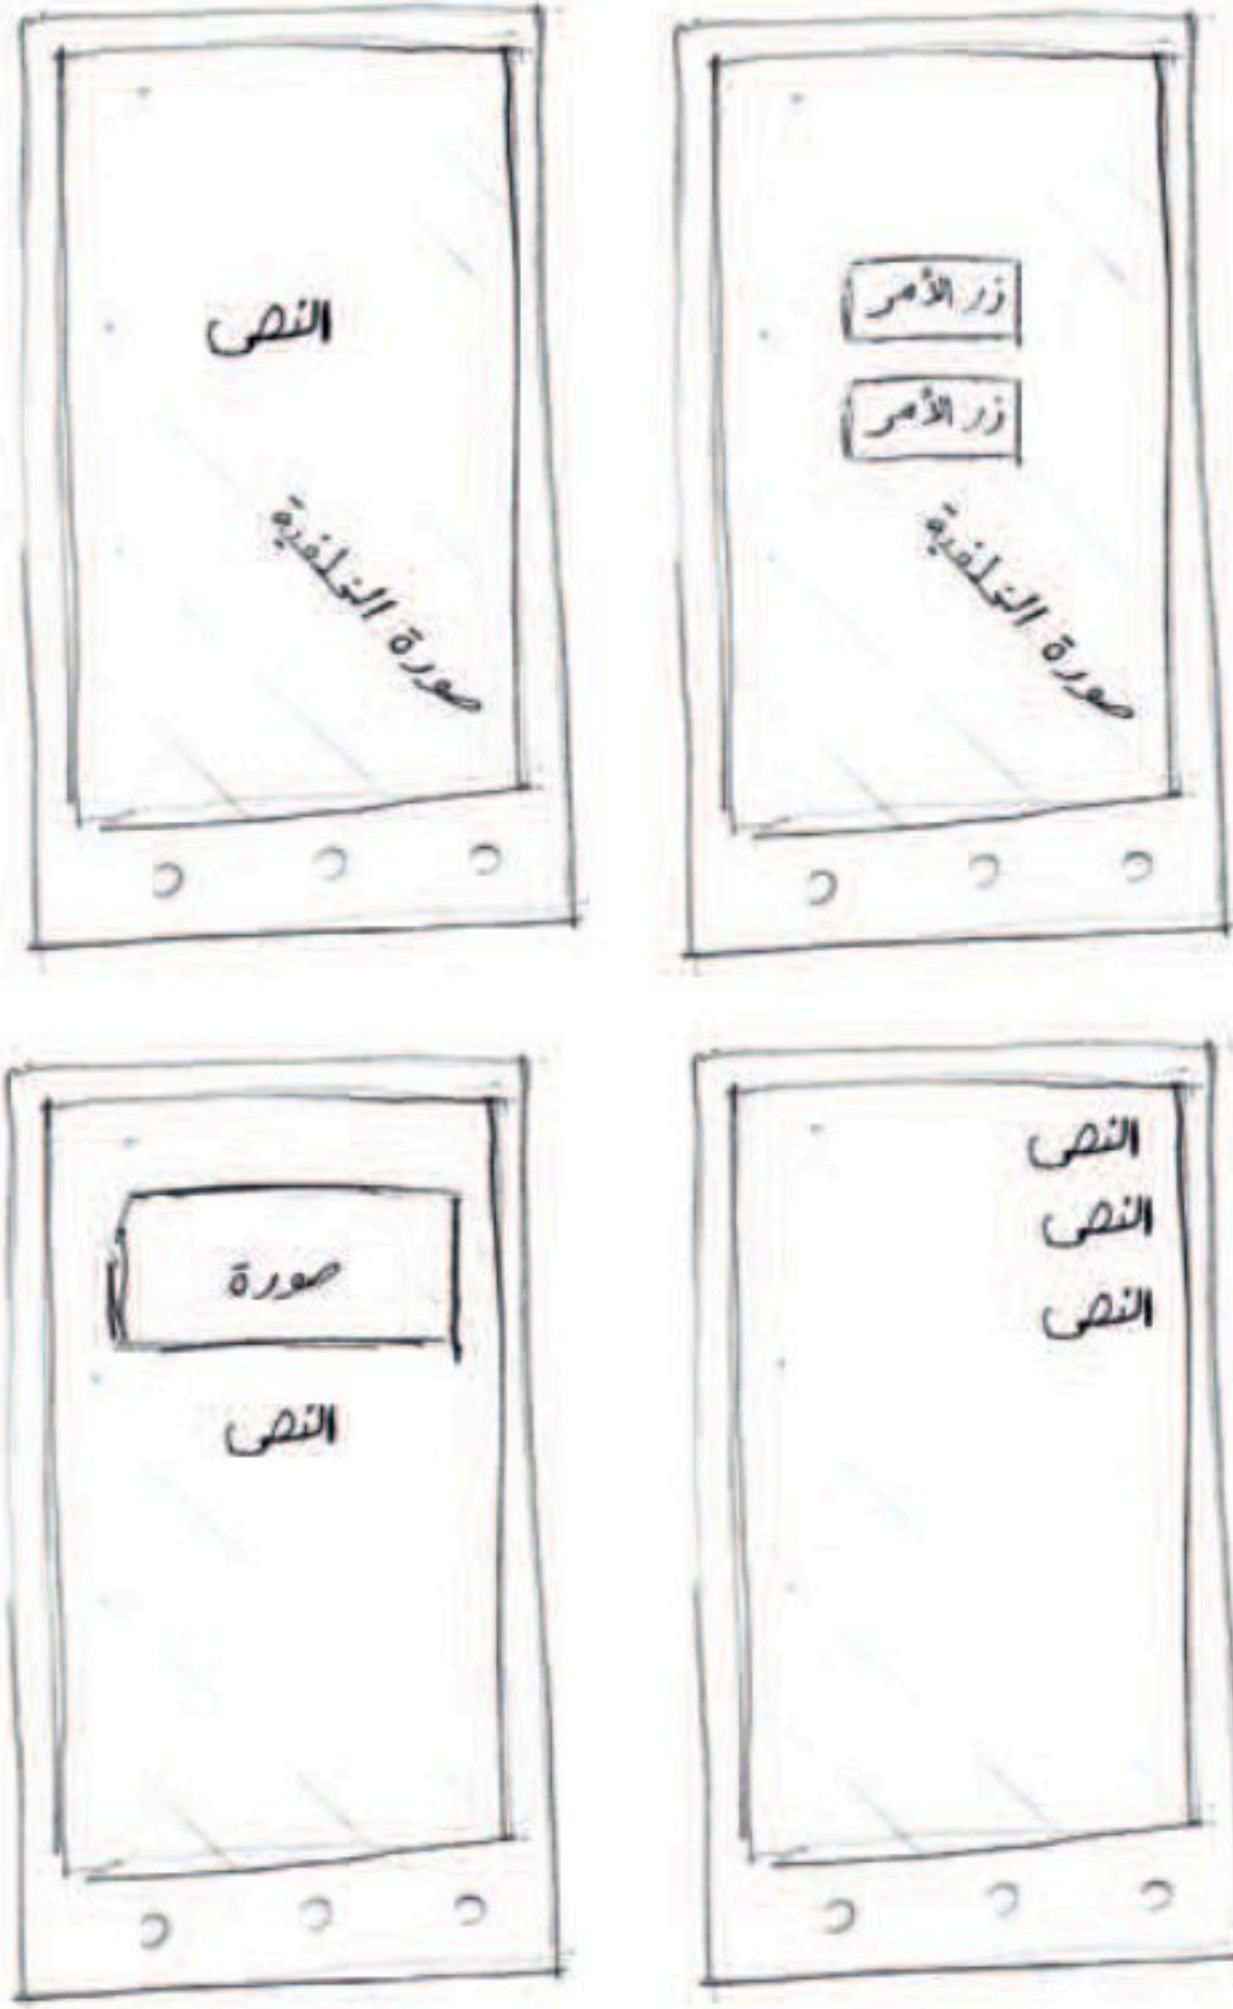 زر الأمر
زر الأمر
صورة الخلفية
النص
صورة الخلفية
النص
النص
النص
صورة
النص